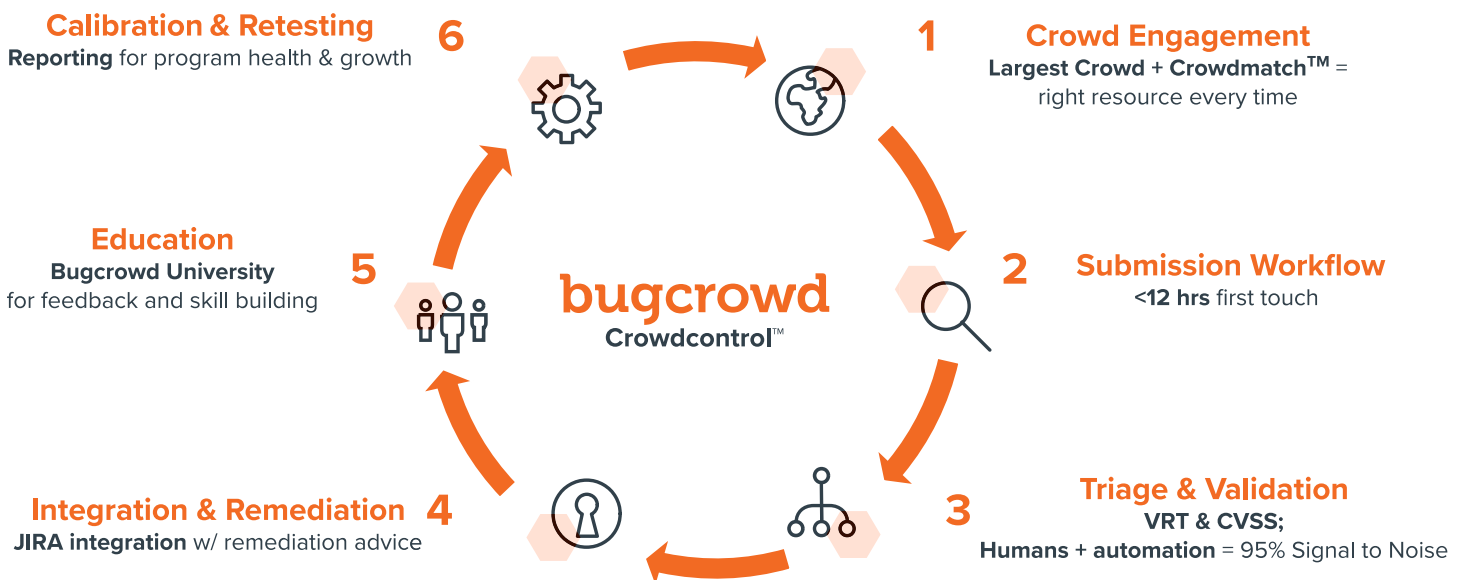 1
Crowd Engagement
Largest Crowd + Crowdmatch™ =
right resource every time
2
Submission Workflow
<12 hrs first touch
3
Triage & Validation
VRT & CVSS;
Humans + automation = 95% Signal to Noise
4
Integration & Remediation
JIRA integration w/ remediation advice
5
Education
Bugcrowd University
for feedback and skill building
6
Calibration & Retesting
Reporting for program health & growth
bugcrowd
Crowdcontrol™